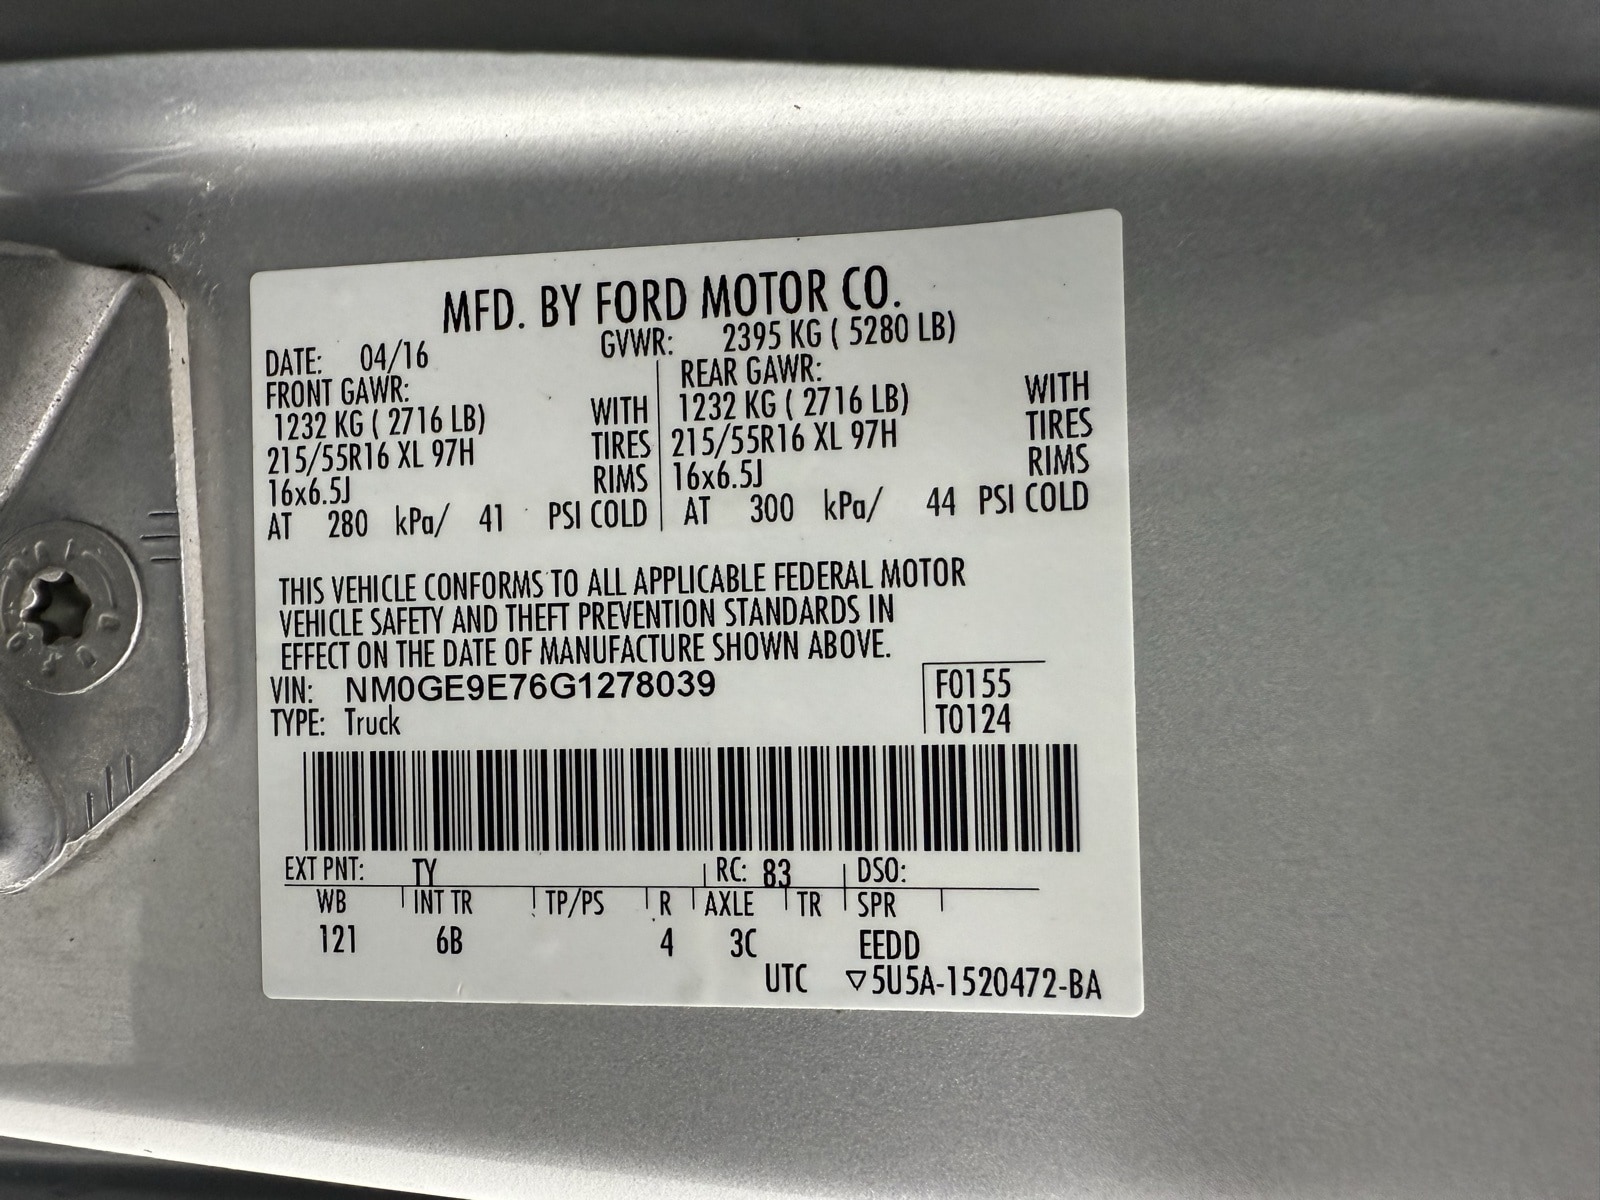 MFD. BY FORD MOTOR CO.
DATE: 04/16 GVWR: 2395 KG ( 5280 LB)
FRONT GAWR: REAR GAWR:
1232 KG ( 2716 LB) WITH 1232 KG ( 2716 LB) WITH
215/55R16 XL 97H TIRES 215/55R16 XL 97H TIRES
16x6.5J RIMS 16x6.5J RIMS
AT 280 kPa/ 41 PSI COLD AT 300 kPa/ 44 PSI COLD
THIS VEHICLE CONFORMS TO ALL APPLICABLE FEDERAL MOTOR
VEHICLE SAFETY AND THEFT PREVENTION STANDARDS IN
EFFECT ON THE DATE OF MANUFACTURE SHOWN ABOVE.
VIN: NM0GE9E76G1278039 F0155
TYPE: Truck T0124
EXT PNT: TY RC: 83 DSO:
WB INT TR TP/PS R AXLE TR SPR
121 6B 4 3C EEDD
UTC ▽5U5A-1520472-BA